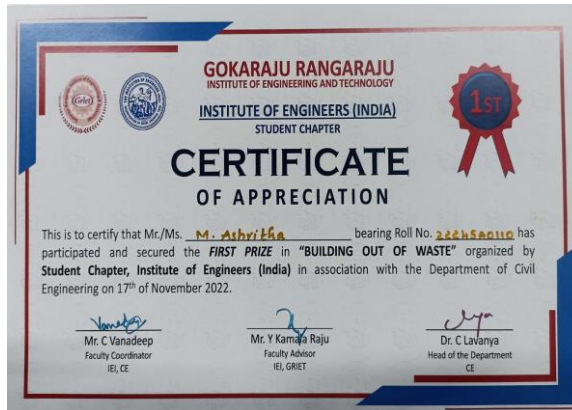 GOKARAJU RANGARAJU
INSTITUTE OF ENGINEERING AND TECHNOLOGY
Griet
INSTITUTE OF ENGINEERS (INDIA)
STUDENT CHAPTER
1ST
CERTIFICATE
OF APPRECIATION
This is to certify that Mr./Ms. M. Ashritha bearing Roll No. 22245A0110 has
participated and secured the FIRST PRIZE in "BUILDING OUT OF WASTE" organized by
Student Chapter, Institute of Engineers (India) in association with the Department of Civil
Engineering on 17th of November 2022.
Mr. C Vanadeep
Faculty Coordinator
IEI, CE
Mr. Y Kamala Raju
Faculty Advisor
IEI, GRIET
Dr. C Lavanya
Head of the Department
CE